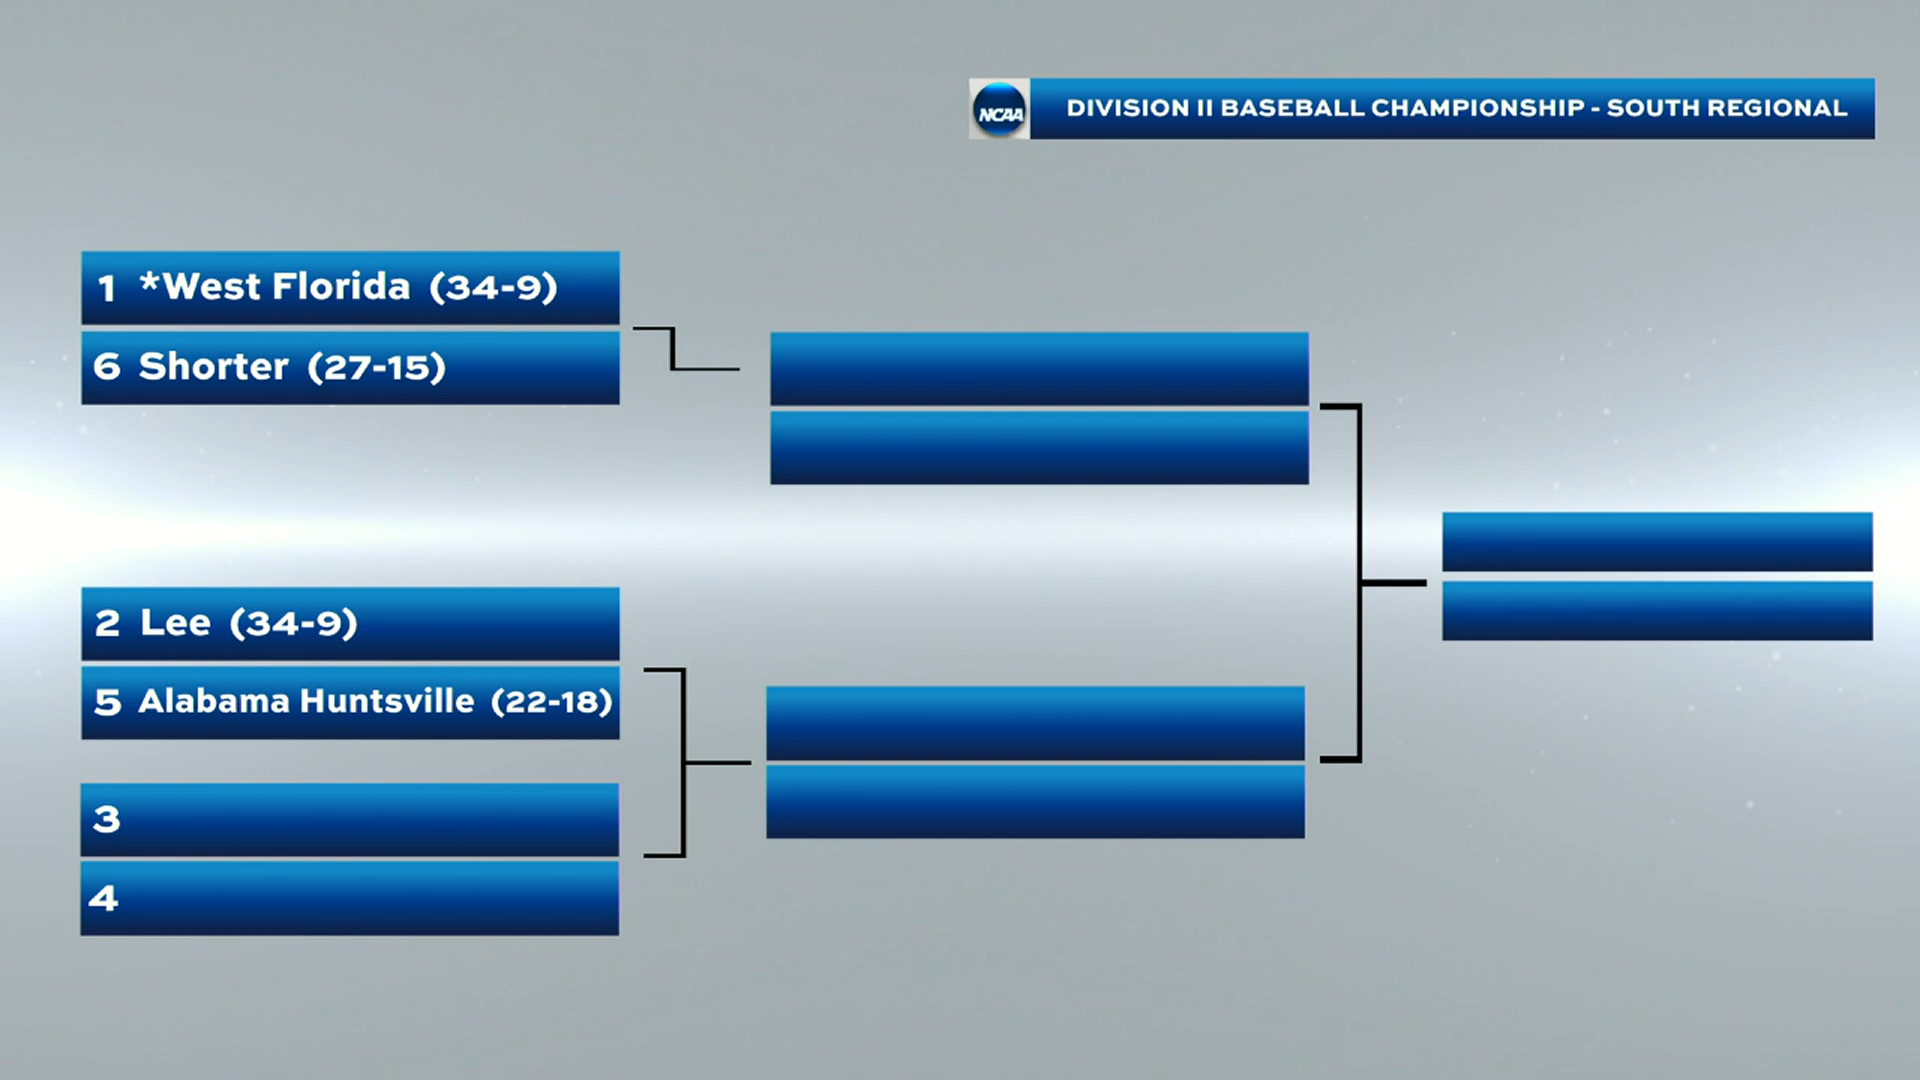 NCAA
DIVISION II BASEBALL CHAMPIONSHIP - SOUTH REGIONAL
1 *West Florida (34-9)
6 Shorter (27-15)
2 Lee (34-9)
5 Alabama Huntsville (22-18)
3
4